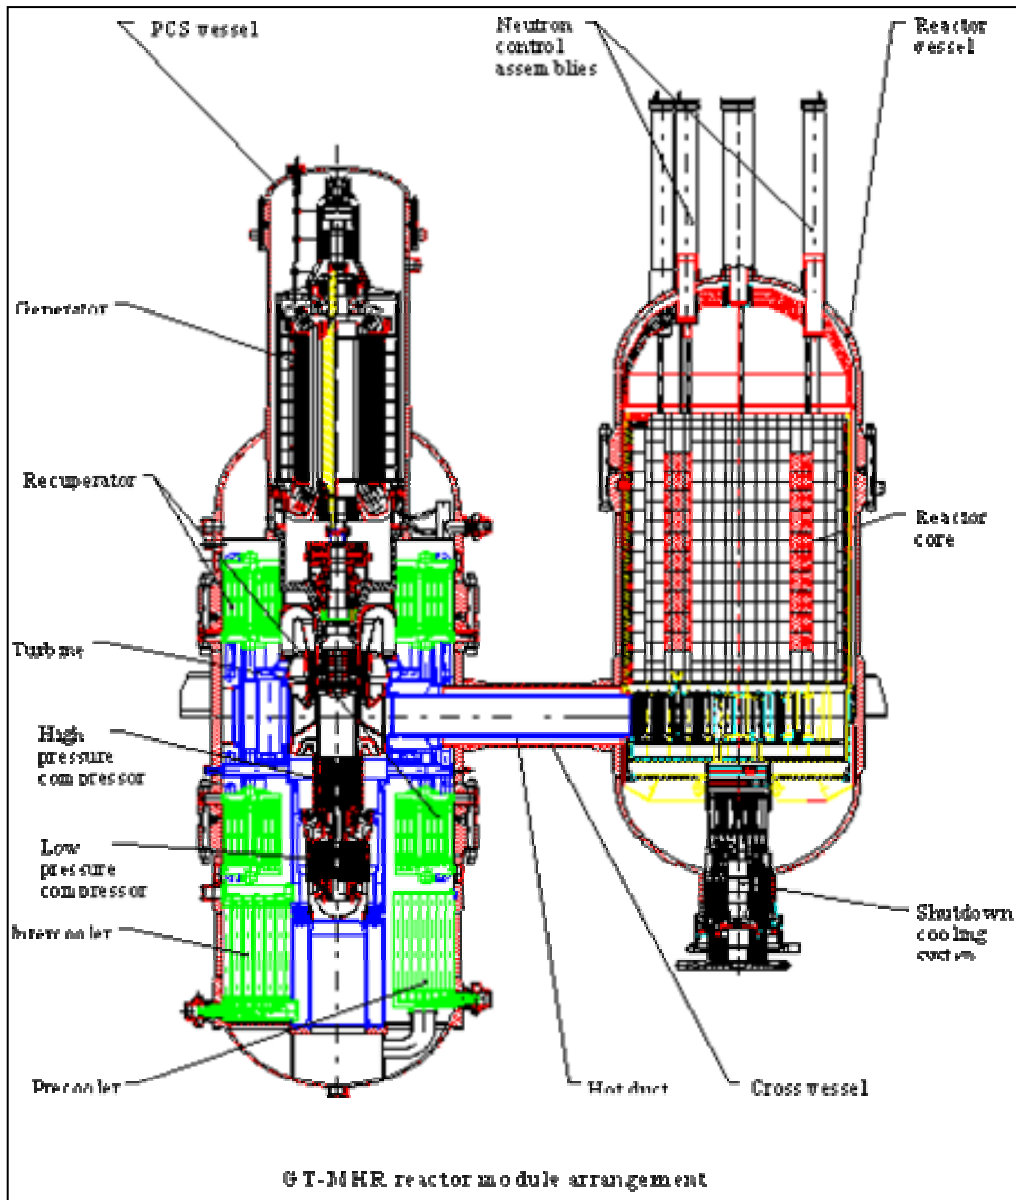 PCS vessel
Neutron
control
assemblies
Reactor
vessel
Generator
Recuperator
Reactor
core
Turbine
High
pressure
compressor
Low
pressure
compressor
Intercooler
Shutdown
cooling
system
Precooler
Hot duct
Cross vessel
GT-MHR reactor module arrangement